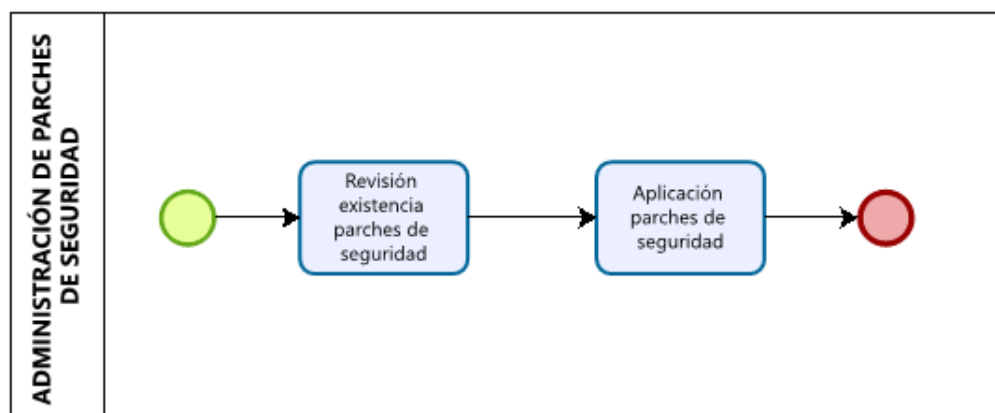 ADMINISTRACIÓN DE PARCHES
DE SEGURIDAD
Revisión
existencia
parches de
seguridad
Aplicación
parches de
seguridad